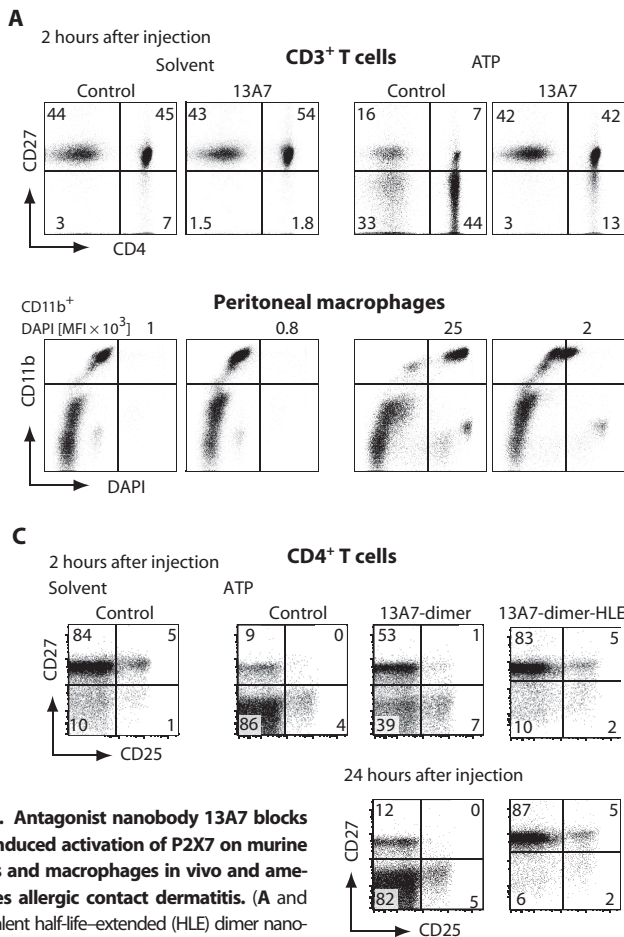 A
2 hours after injection
CD3+ T cells
Solvent
ATP
Control
13A7
Control
13A7
44
45
43
54
16
7
42
42
CD27
3
7
1.5
1.8
33
44
3
13
CD4
Peritoneal macrophages
CD11b+
DAPI [MFI × 10³]
1
0.8
25
2
CD11b
DAPI
C
CD4+ T cells
2 hours after injection
Solvent
ATP
Control
Control
13A7-dimer
13A7-dimer-HLE
84
5
9
0
53
1
83
5
CD27
10
1
86
4
39
7
10
2
CD25
24 hours after injection
12
0
87
5
CD27
82
5
6
2
CD25
. Antagonist nanobody 13A7 blocks
nduced activation of P2X7 on murine
s and macrophages in vivo and ame-
es allergic contact dermatitis. (A and
alent half-life–extended (HLE) dimer nano-